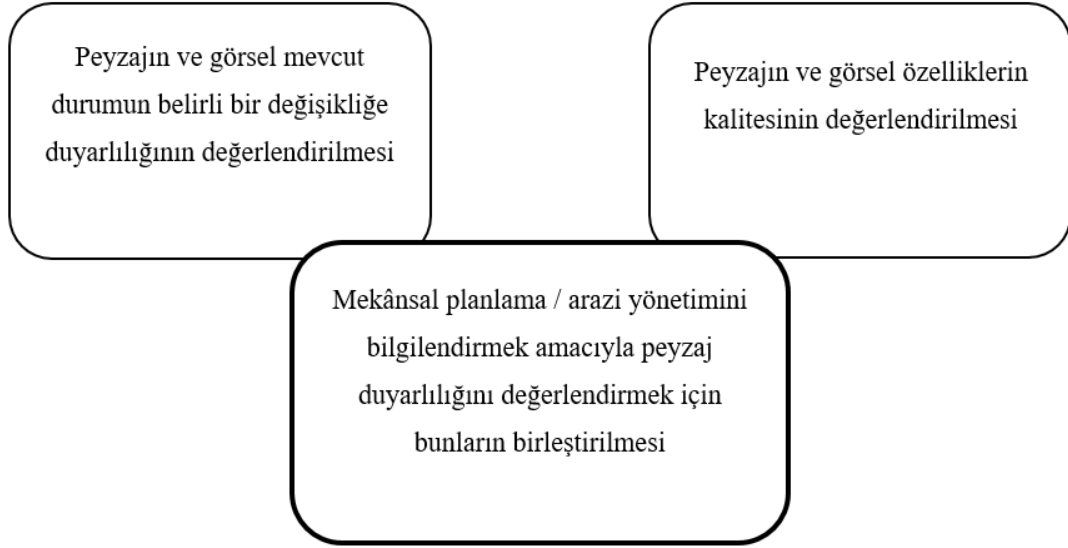 Peyzajın ve görsel mevcut
durumun belirli bir değişikliğe
duyarlılığının değerlendirilmesi
Peyzajın ve görsel özelliklerin
kalitesinin değerlendirilmesi
Mekânsal planlama / arazi yönetimini
bilgilendirmek amacıyla peyzaj
duyarlılığını değerlendirmek için
bunların birleştirilmesi